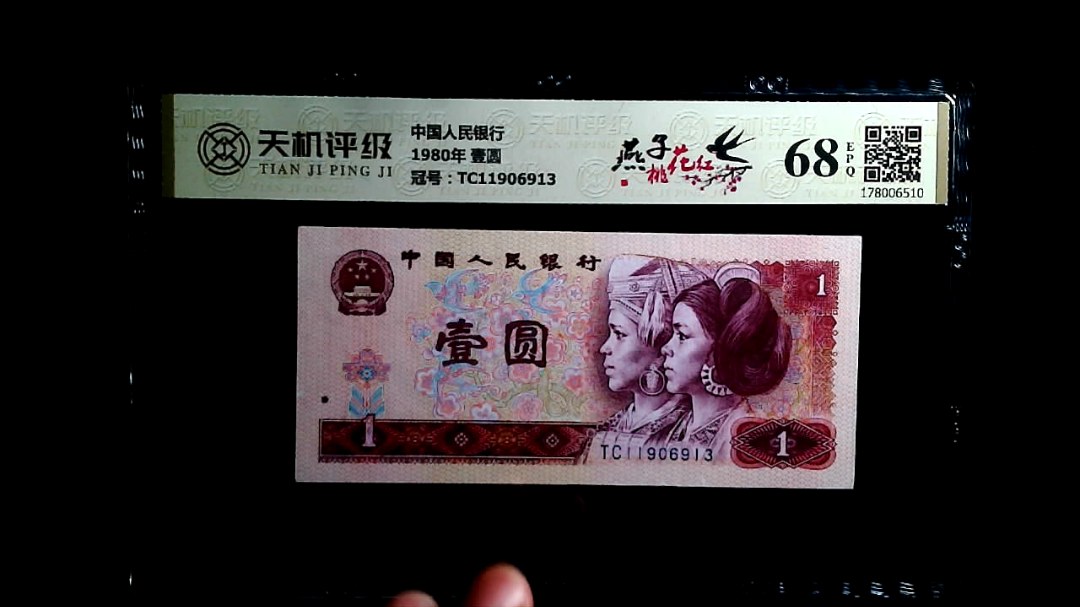 天机评级
TIAN JI PING JI
中国人民银行
1980年 壹圆
冠号：TC11906913
燕子
桃花红
68
EPQ
178006510
中国人民银行
1
壹圆
1
TC11906913
1